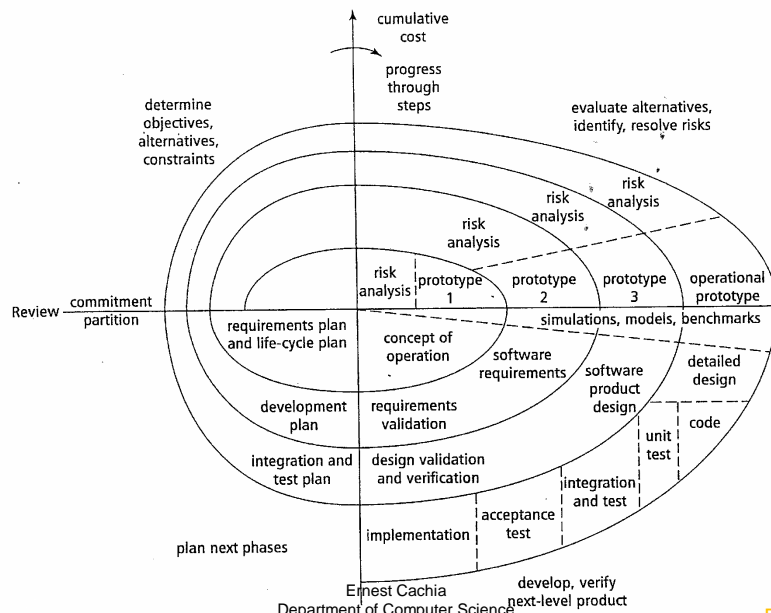 cumulative
cost
progress
through
steps
determine
objectives,
alternatives,
constraints
evaluate alternatives,
identify, resolve risks
risk
analysis
risk
analysis
risk
analysis
risk
analysis
prototype
1
prototype
2
prototype
3
operational
prototype
Review
commitment
partition
simulations, models, benchmarks
requirements plan
and life-cycle plan
concept of
operation
software
requirements
software
product
design
detailed
design
development
plan
requirements
validation
code
unit
test
integration and
test plan
design validation
and verification
integration
and test
acceptance
test
implementation
plan next phases
develop, verify
next-level product
Ernest Cachia
Department of Computer Science